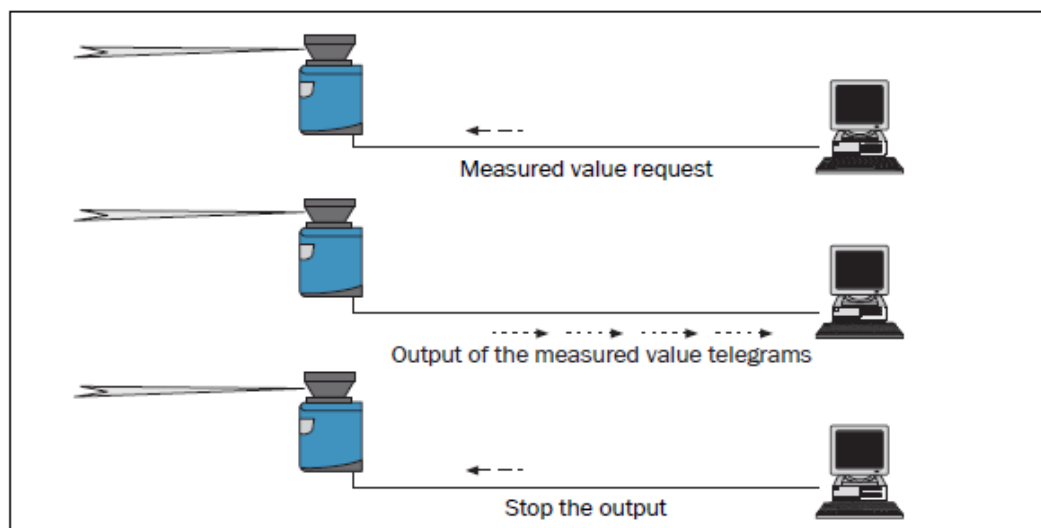 Measured value request
Output of the measured value telegrams
Stop the output